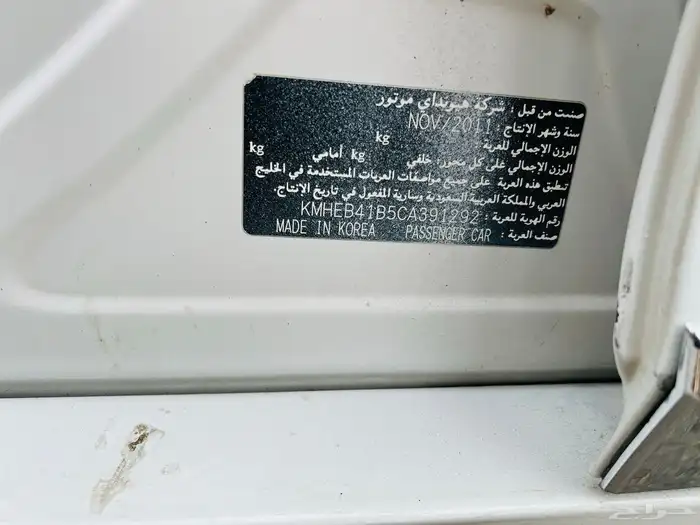 صنعت من قبل : شركة هيونداي موتور
سنة وشهر الإنتاج NOV/2011
الوزن الإجمالي للعربة kg
الوزن الإجمالي على كل محور: خلفي kg أمامي kg
تنطبق هذه العربة على جميع مواصفات العربات المستخدمة في الخليج
العربي والمملكة العربية السعودية وسارية المفعول في تاريخ الإنتاج.
رقم الهوية للعربة : KMHEB41B5CA391292
صنف العربة : PASSENGER CAR MADE IN KOREA
حراج